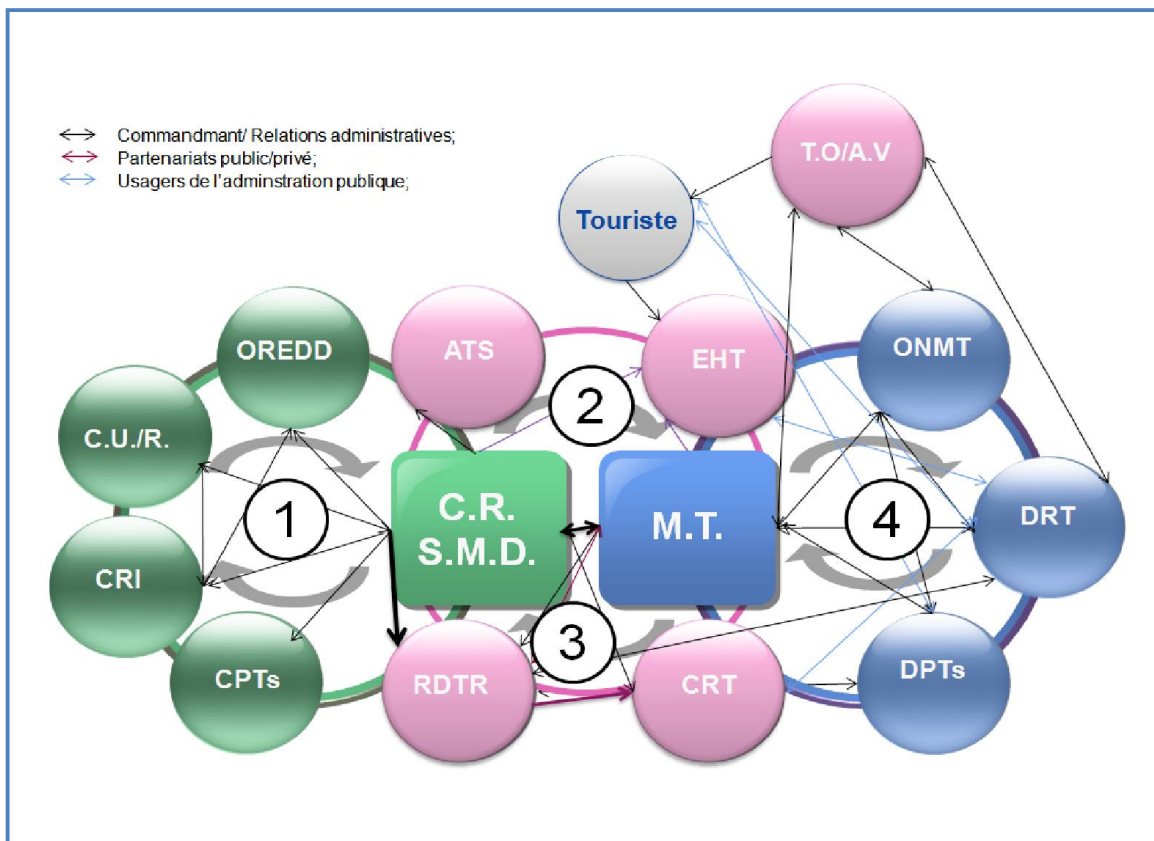 Commandmant/ Relations administratives;
Partenariats public/privé;
Usagers de l'adminstration publique;
T.O/A.V
Touriste
OREDD
ATS
EHT
ONMT
C.U./R.
2
C.R.
S.M.D.
M.T.
1
4
DRT
CRI
3
CPTs
RDTR
CRT
DPTs